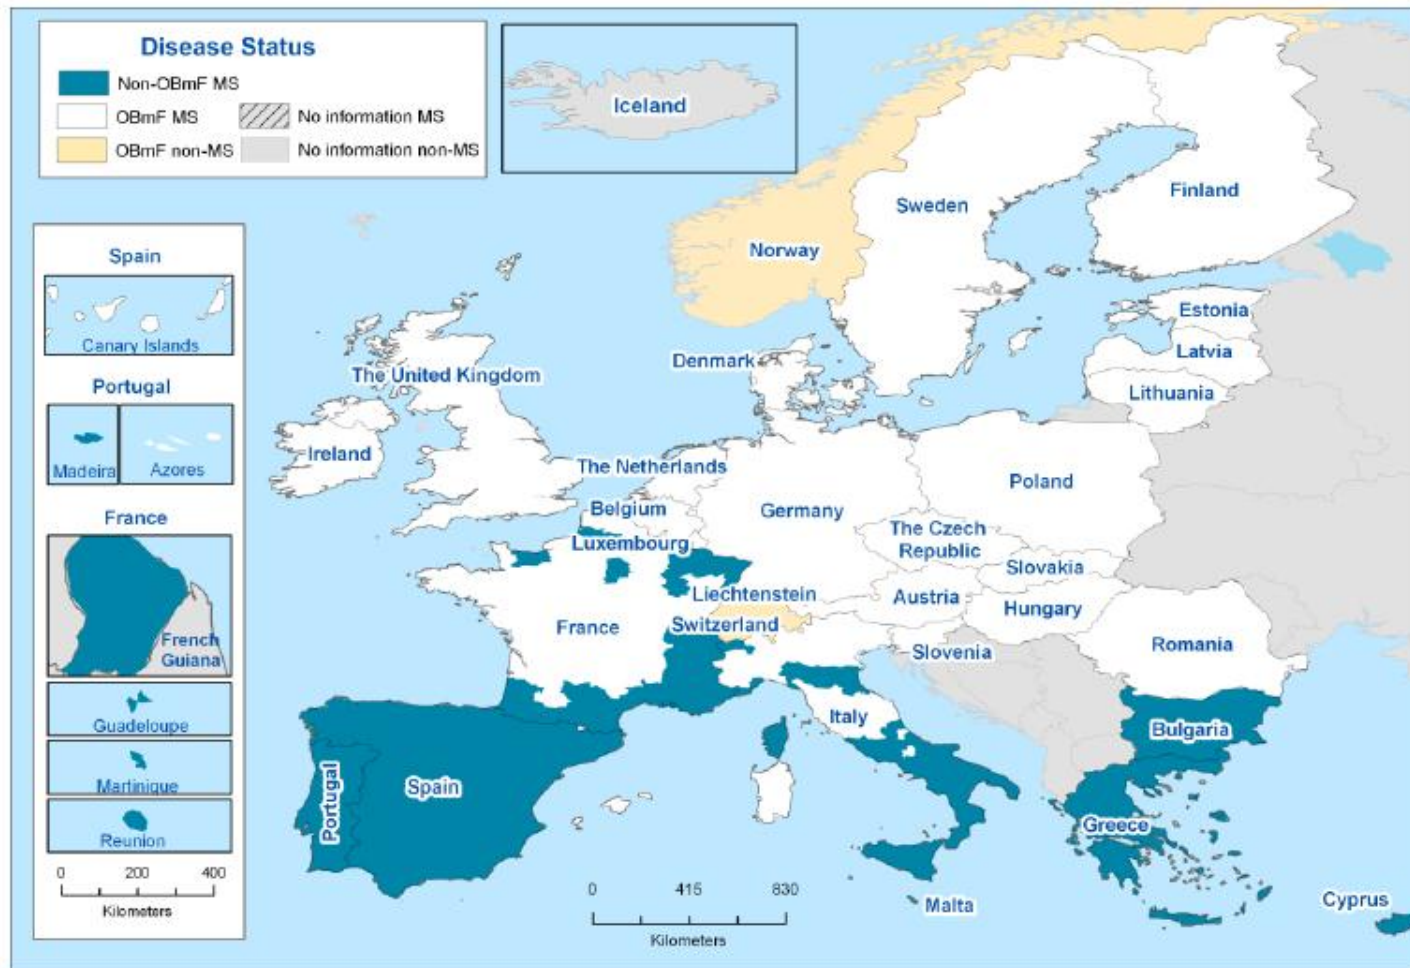 Disease Status
Non-OBmF MS
OBmF MS
No information MS
OBmF non-MS
No information non-MS
Iceland
Spain
Canary Islands
Portugal
Madeira
Azores
France
French
Guiana
Guadeloupe
Martinique
Reunion
0 200 400
Kilometers
Norway
Sweden
Finland
Estonia
Latvia
Lithuania
Denmark
The United Kingdom
Ireland
The Netherlands
Belgium
Luxembourg
Germany
Poland
The Czech
Republic
Slovakia
Liechtenstein
Austria
Hungary
Switzerland
France
Slovenia
Romania
Italy
Bulgaria
Portugal
Spain
Greece
Malta
Cyprus
0 415 830
Kilometers